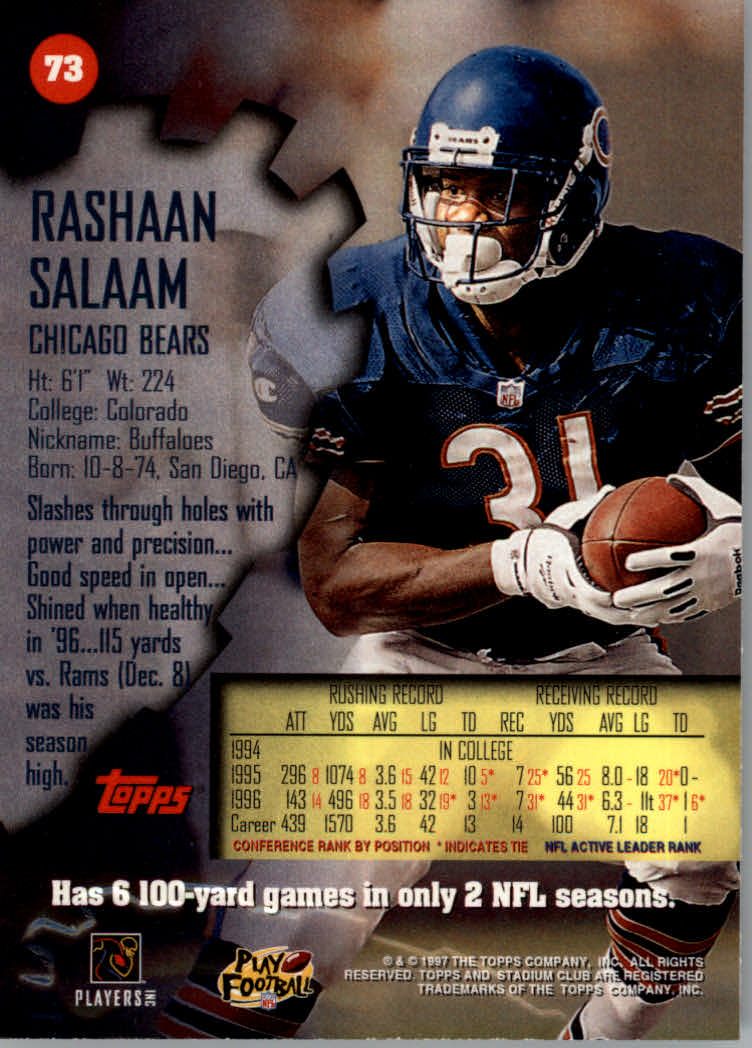 73
BEARS
RASHAAN
SALAAM
CHICAGO BEARS
Ht: 6'1" Wt: 224
College: Colorado
Nickname: Buffaloes
Born: 10-8-74, San Diego, CA
Slashes through holes with
power and precision...
Good speed in open...
Shined when healthy
in '96...115 yards
vs. Rams (Dec. 8)
was his
season
high.
C
NFL
31
Reebok
TOPPS
RUSHING RECORD RECEIVING RECORD
ATT YDS AVG LG TD REC YDS AVG LG TD
1994 IN COLLEGE
1995 296 8 1074 8 3.6 15 42 12 10 5* 7 25* 56 25 8.0 - 18 20* 0 -
1996 143 14 496 18 3.5 18 32 19* 3 13* 7 31* 44 31* 6.3 - 11t 37* 1 6*
Career 439 1570 3.6 42 13 14 100 7.1 18 1
CONFERENCE RANK BY POSITION * INDICATES TIE NFL ACTIVE LEADER RANK
Has 6 100-yard games in only 2 NFL seasons.
PLAYERS INC
PLAY
FOOTBALL
NFL
® & © 1997 THE TOPPS COMPANY, INC. ALL RIGHTS
RESERVED. TOPPS AND STADIUM CLUB ARE REGISTERED
TRADEMARKS OF THE TOPPS COMPANY, INC.